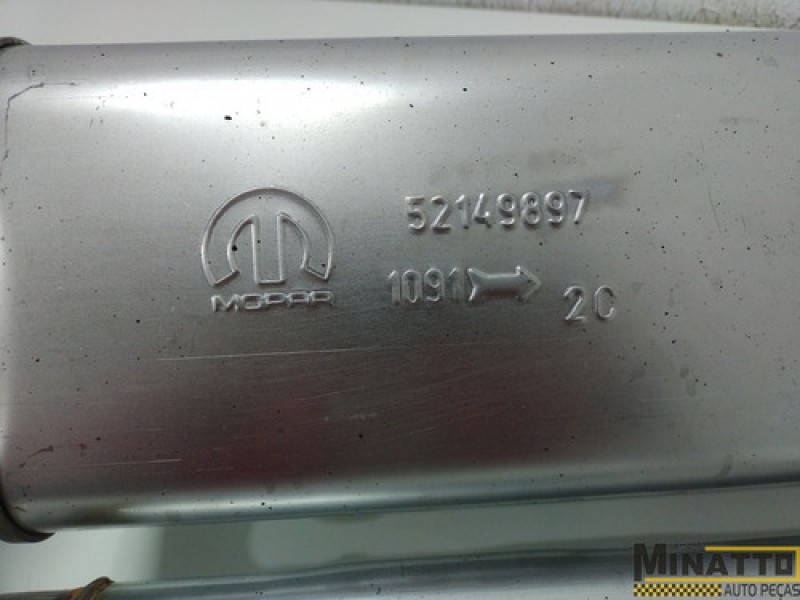 52149897
MOPAR
1091 2C
MINATTO
AUTO PEÇAS